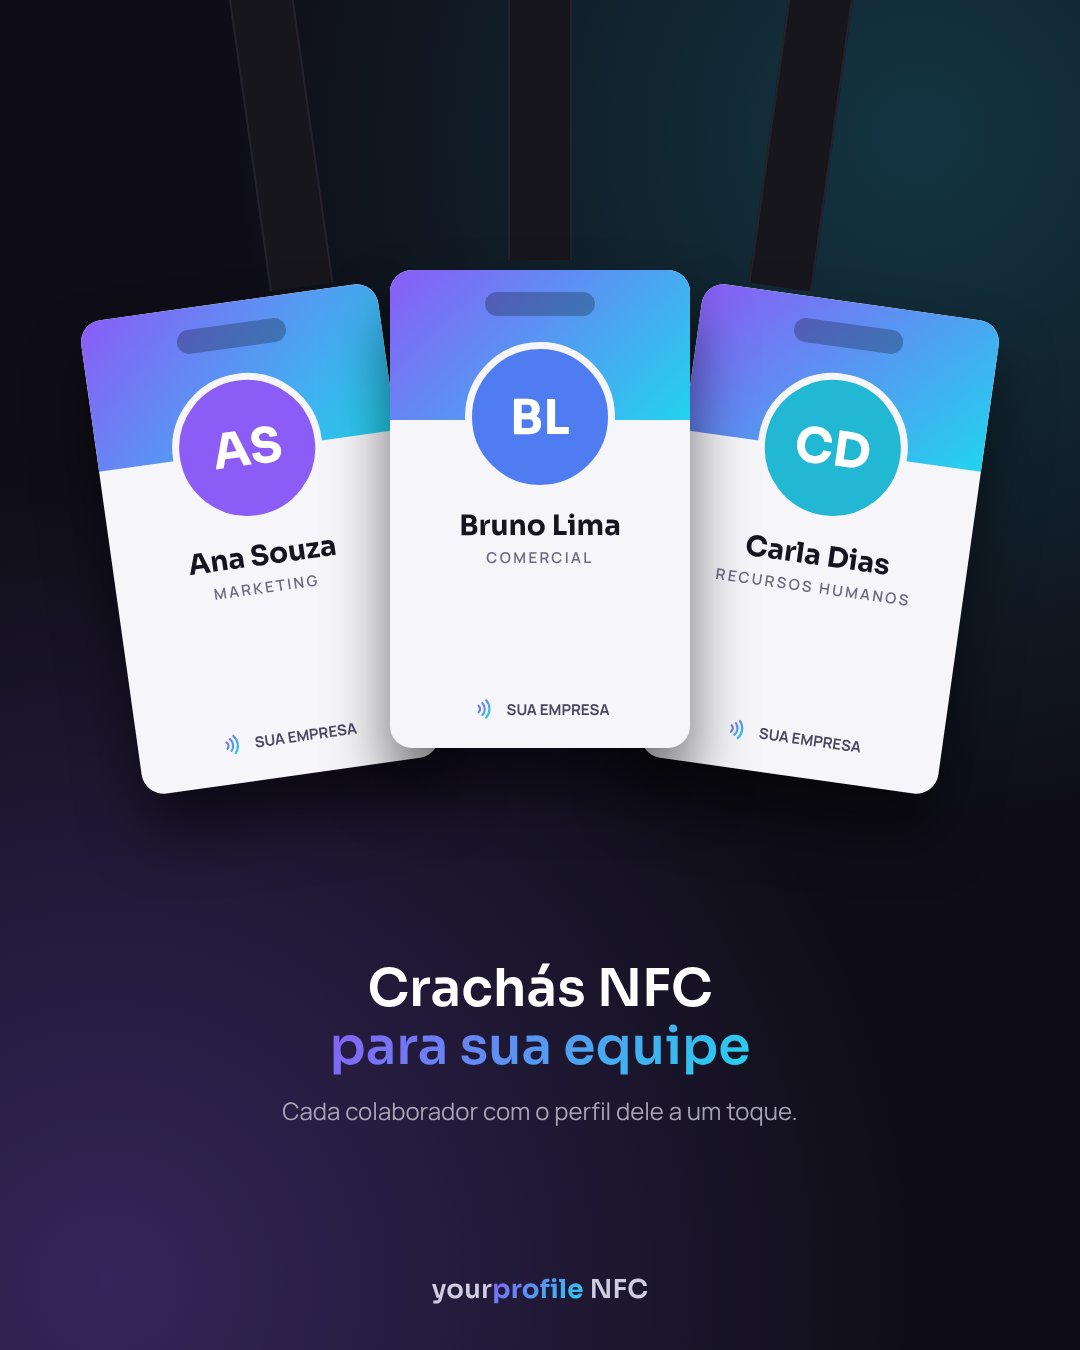 AS
Ana Souza
MARKETING
SUA EMPRESA
BL
Bruno Lima
COMERCIAL
SUA EMPRESA
CD
Carla Dias
RECURSOS HUMANOS
SUA EMPRESA
Crachás NFC
para sua equipe
Cada colaborador com o perfil dele a um toque.
yourprofile NFC